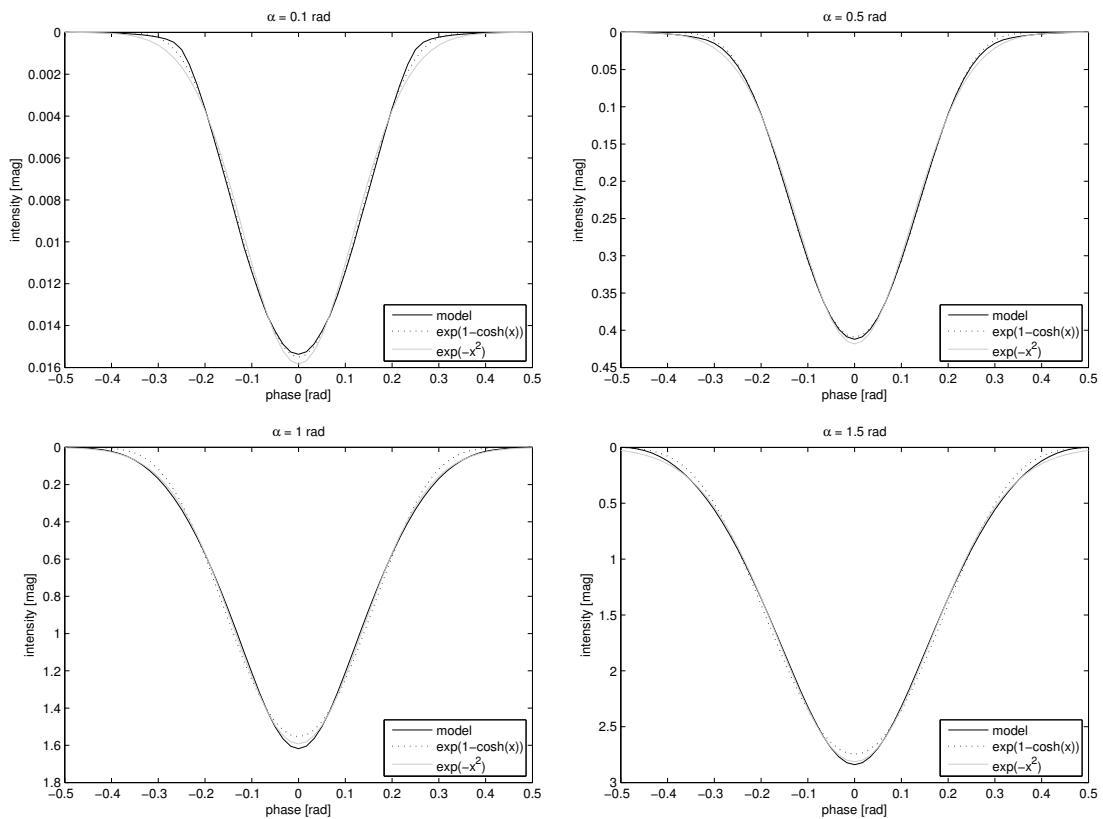 α = 0.1 rad
0
0.002
0.004
0.006
0.008
0.01
0.012
0.014
0.016
intensity [mag]
−0.5 −0.4 −0.3 −0.2 −0.1 0 0.1 0.2 0.3 0.4 0.5
phase [rad]
model
exp(1−cosh(x))
exp(−x²)
α = 0.5 rad
0
0.05
0.1
0.15
0.2
0.25
0.3
0.35
0.4
0.45
intensity [mag]
−0.5 −0.4 −0.3 −0.2 −0.1 0 0.1 0.2 0.3 0.4 0.5
phase [rad]
model
exp(1−cosh(x))
exp(−x²)
α = 1 rad
0
0.2
0.4
0.6
0.8
1
1.2
1.4
1.6
1.8
intensity [mag]
−0.5 −0.4 −0.3 −0.2 −0.1 0 0.1 0.2 0.3 0.4 0.5
phase [rad]
model
exp(1−cosh(x))
exp(−x²)
α = 1.5 rad
0
0.5
1
1.5
2
2.5
3
intensity [mag]
−0.5 −0.4 −0.3 −0.2 −0.1 0 0.1 0.2 0.3 0.4 0.5
phase [rad]
model
exp(1−cosh(x))
exp(−x²)